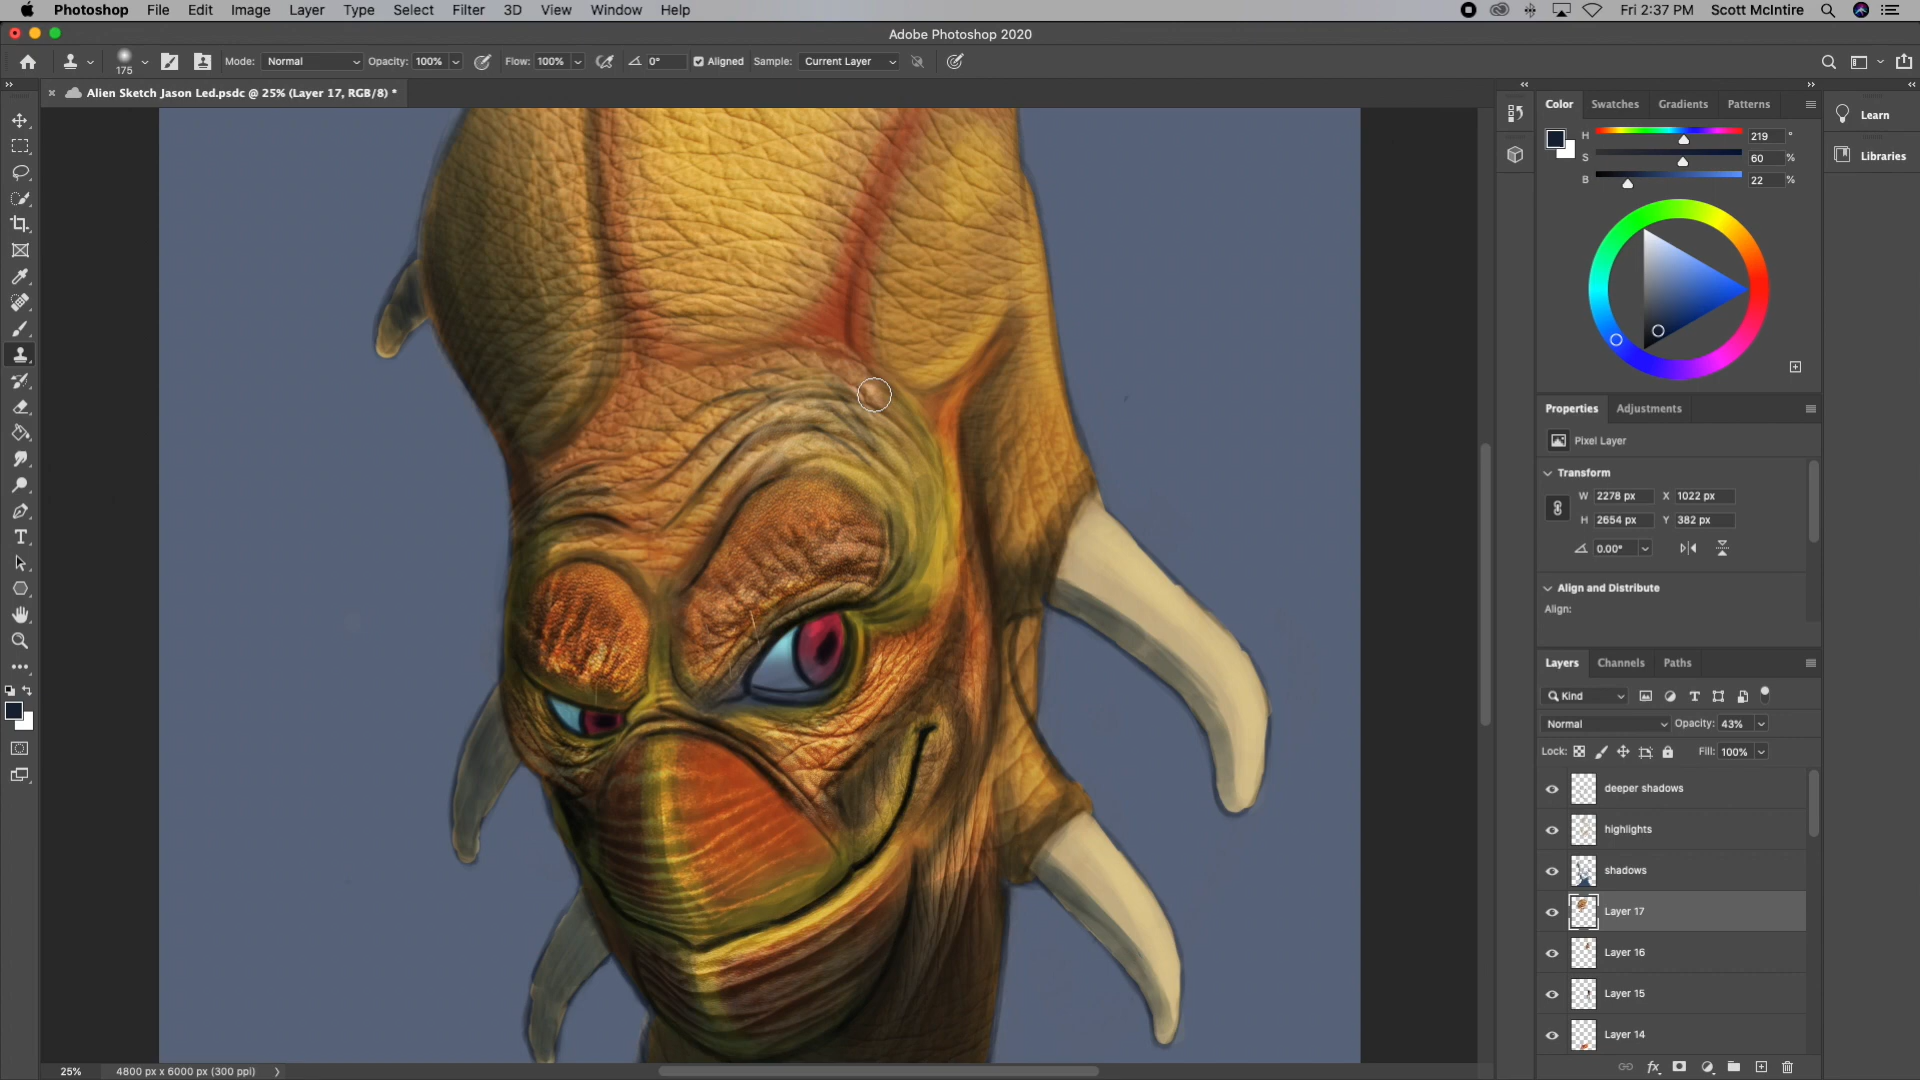 Photoshop File Edit Image Layer Type Select Filter 3D View Window Help Fri 2:37 PM Scott McIntire
Adobe Photoshop 2020
175 Mode: Normal Opacity: 100% Flow: 100% 0° Aligned Sample: Current Layer
Alien Sketch Jason Led.psdc @ 25% (Layer 17, RGB/8) *
Color Swatches Gradients Patterns
Learn
H 219 °
Libraries
S 60 %
B 22 %
Properties Adjustments
Pixel Layer
Transform
W 2278 px X 1022 px
H 2654 px Y 382 px
0.00°
Align and Distribute
Align:
Layers Channels Paths
Kind
Normal Opacity: 43%
Lock: Fill: 100%
deeper shadows
highlights
shadows
Layer 17
Layer 16
Layer 15
Layer 14
25% 4800 px x 6000 px (300 ppi)